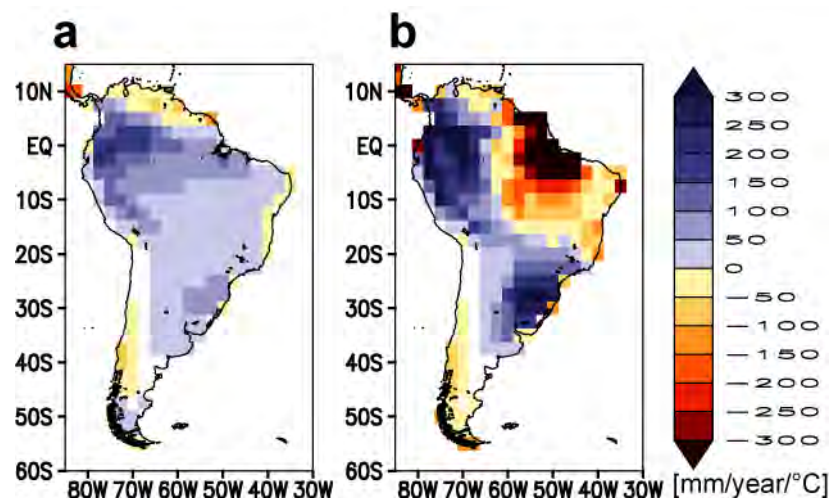 a b
10N 10N
EQ EQ
10S 10S
20S 20S
30S 30S
40S 40S
50S 50S
60S 60S
80W 70W 60W 50W 40W 30W 80W 70W 60W 50W 40W 30W
300
250
200
150
100
50
0
-50
-100
-150
-200
-250
-300
[mm/year/°C]